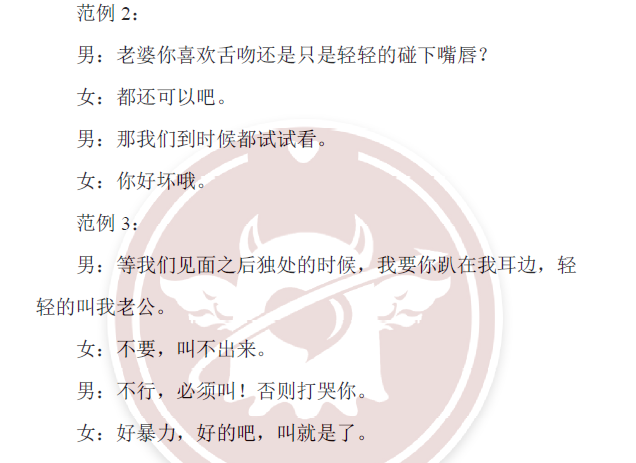 范例 2：
男：老婆你喜欢舌吻还是只是轻轻的碰下嘴唇？
女：都还可以吧。
男：那我们到时候都试试看。
女：你好坏哦。
范例 3：
男：等我们见面之后独处的时候，我要你趴在我耳边，轻
轻的叫我老公。
女：不要，叫不出来。
男：不行，必须叫！否则打哭你。
女：好暴力，好的吧，叫就是了。